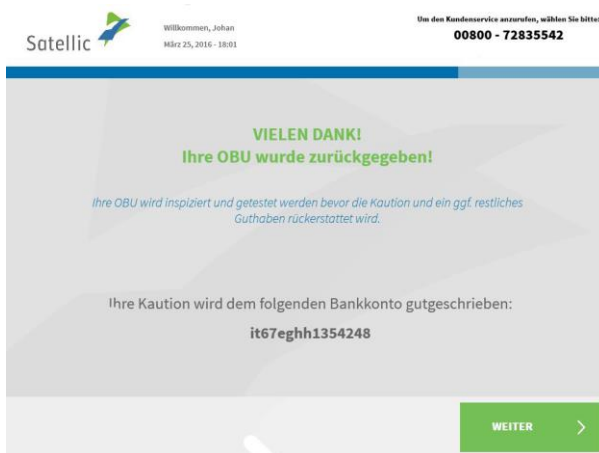 Satellic
Willkommen, Johan
März 25, 2016 - 18:01
Um den Kundenservice anzurufen, wählen Sie bitte:
00800 - 72835542
VIELEN DANK!
Ihre OBU wurde zurückgegeben!
Ihre OBU wird inspiziert und getestet werden bevor die Kaution und ein ggf. restliches
Guthaben rückerstattet wird.
Ihre Kaution wird dem folgenden Bankkonto gutgeschrieben:
it67eghh1354248
WEITER